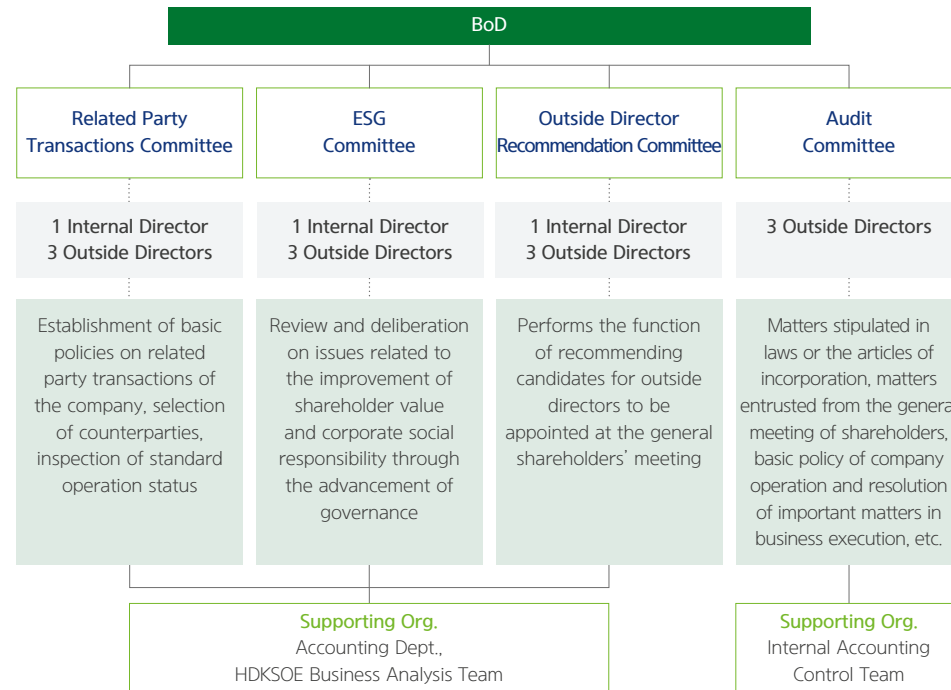 BoD
Related Party
Transactions Committee
1 Internal Director
3 Outside Directors
Establishment of basic
policies on related
party transactions of
the company, selection
of counterparties,
inspection of standard
operation status
ESG
Committee
1 Internal Director
3 Outside Directors
Review and deliberation
on issues related to
the improvement of
shareholder value
and corporate social
responsibility through
the advancement of
governance
Outside Director
Recommendation Committee
1 Internal Director
3 Outside Directors
Performs the function
of recommending
candidates for outside
directors to be
appointed at the general
shareholders’ meeting
Audit
Committee
3 Outside Directors
Matters stipulated in
laws or the articles of
incorporation, matters
entrusted from the genera
meeting of shareholders,
basic policy of company
operation and resolution
of important matters in
business execution, etc.
Supporting Org.
Accounting Dept.,
HDKSOE Business Analysis Team
Supporting Org.
Internal Accounting
Control Team